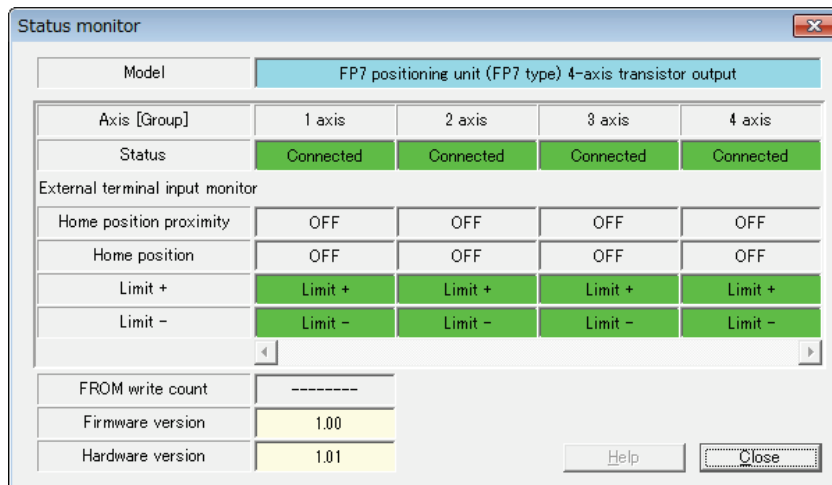 Status monitor
Model FP7 positioning unit (FP7 type) 4-axis transistor output
Axis [Group] 1 axis 2 axis 3 axis 4 axis
Status Connected Connected Connected Connected
External terminal input monitor
Home position proximity OFF OFF OFF OFF
Home position OFF OFF OFF OFF
Limit + Limit + Limit + Limit + Limit +
Limit - Limit - Limit - Limit - Limit -
FROM write count --------
Firmware version 1.00
Hardware version 1.01
Help Close